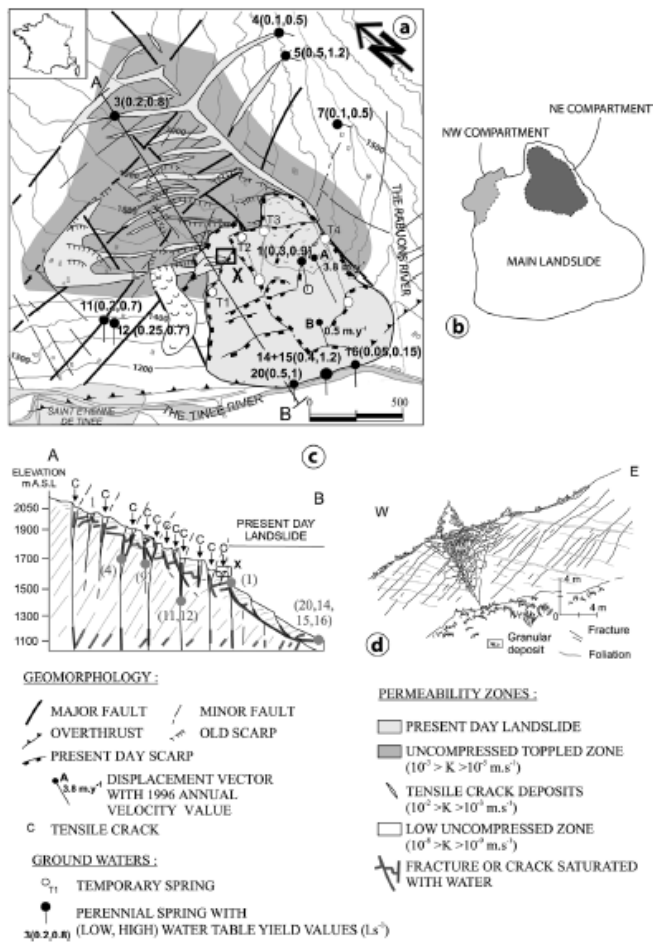 a
4(0.1,0.5)
5(0.5,1.2)
A
3(0.2,0.8)
7(0.1,0.5)
1500
THE RABUONS RIVER
T3
T2
T4
1(0.3,0.9)
A
3.8 m.y⁻¹
X
T1
11(0.2,0.7)
12 (0.25,0.7)
1400
B
0.5 m.y⁻¹
1300
1200
14+15(0.4,1.2)
16(0.05,0.15)
20(0.5,1)
SAINT ETIENNE
DE TINEE
THE TINEE RIVER
B
0
500
NE COMPARTMENT
NW COMPARTMENT
MAIN LANDSLIDE
b
c
A
ELEVATION
m A.S.L
B
C C C C C C C C C
PRESENT DAY
LANDSLIDE
2050
1900
1700
1500
1300
1100
X
(4)
(9)
(1)
(11,12)
(20,14,
15,16)
E
W
4 m
0 4 m
d
Granular
deposit
Fracture
Foliation
GEOMORPHOLOGY :
MAJOR FAULT
MINOR FAULT
OVERTHRUST
OLD SCARP
PRESENT DAY SCARP
A
3.8 m.y⁻¹
DISPLACEMENT VECTOR
WITH 1996 ANNUAL
VELOCITY VALUE
C TENSILE CRACK
GROUND WATERS :
T1 TEMPORARY SPRING
PERENNIAL SPRING WITH
3(0.2,0.8) (LOW, HIGH) WATER TABLE YIELD VALUES (l.s⁻¹)
PERMEABILITY ZONES :
PRESENT DAY LANDSLIDE
UNCOMPRESSED TOPPLED ZONE
TENSILE CRACK DEPOSITS
LOW UNCOMPRESSED ZONE
FRACTURE OR CRACK SATURATED
WITH WATER